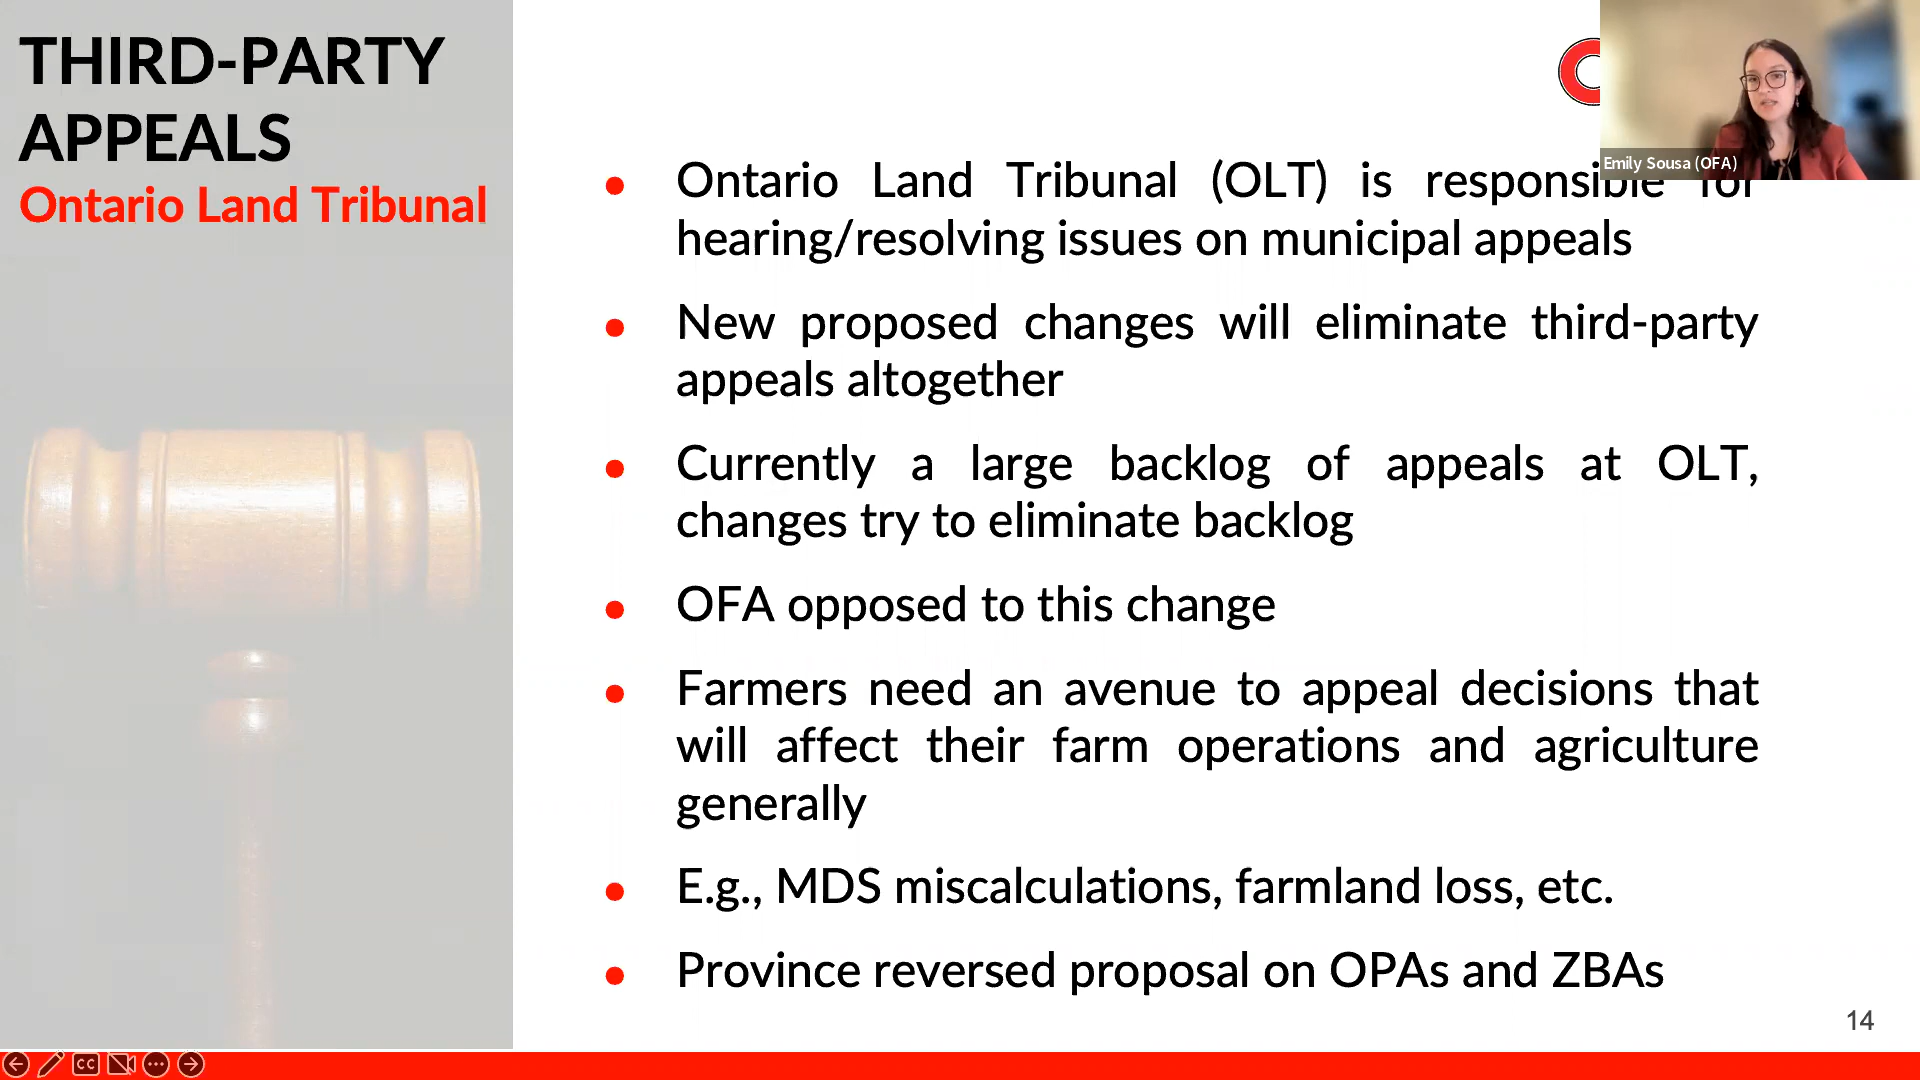 THIRD-PARTY
APPEALS
Ontario Land Tribunal
Emily Sousa (OFA)
Ontario Land Tribunal (OLT) is responsible for
hearing/resolving issues on municipal appeals
New proposed changes will eliminate third-party
appeals altogether
Currently a large backlog of appeals at OLT,
changes try to eliminate backlog
OFA opposed to this change
Farmers need an avenue to appeal decisions that
will affect their farm operations and agriculture
generally
E.g., MDS miscalculations, farmland loss, etc.
Province reversed proposal on OPAs and ZBAs
14
CC